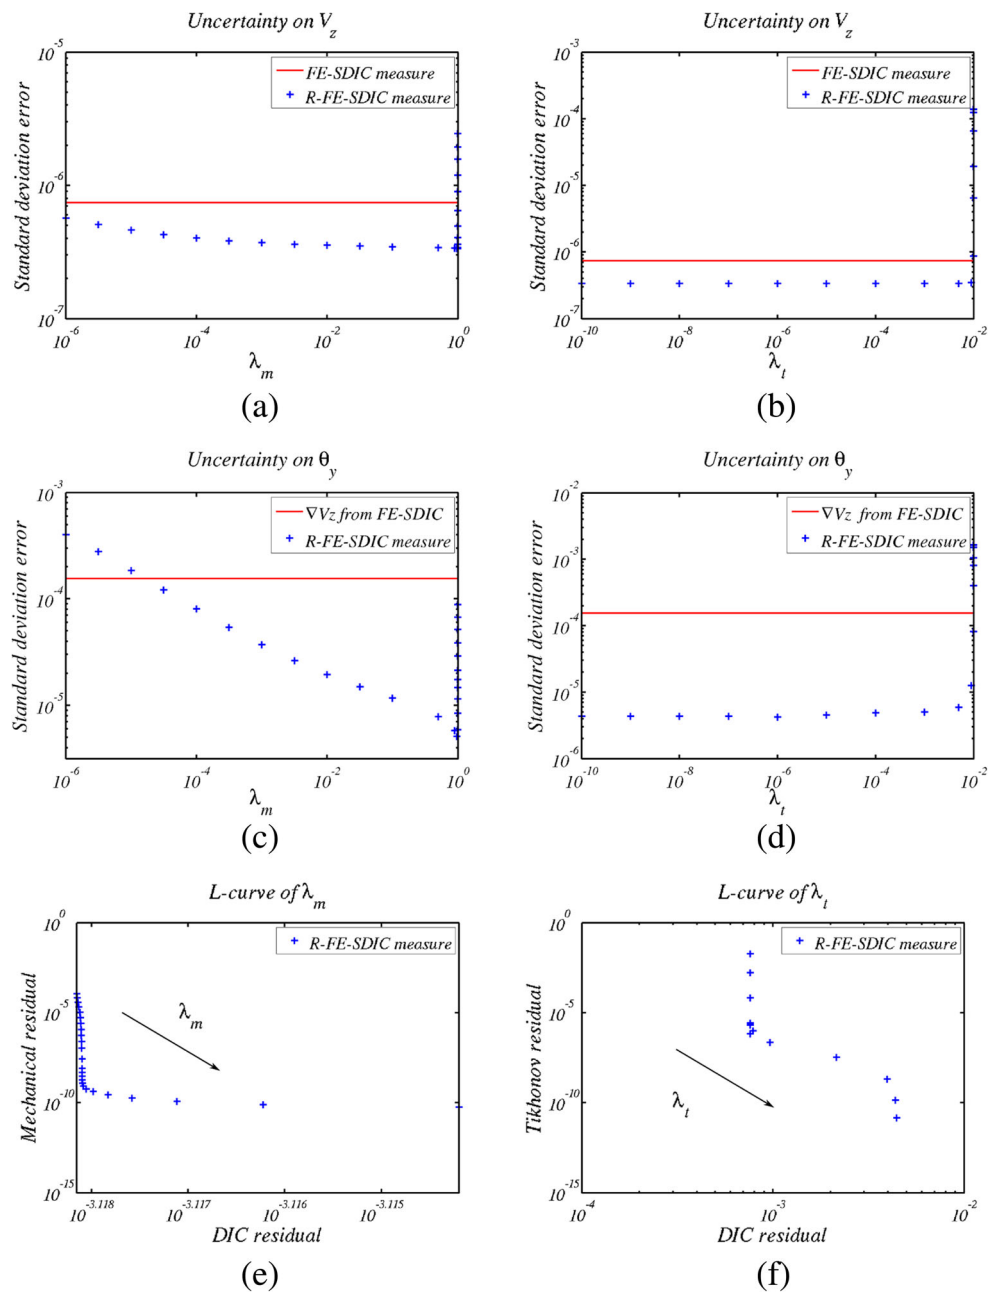 Uncertainty on V_z
Standard deviation error
10^-5
10^-6
10^-7
FE-SDIC measure
R-FE-SDIC measure
10^-6 10^-4 10^-2 10^0
λ_m
(a)
Uncertainty on V_z
Standard deviation error
10^-3
10^-4
10^-5
10^-6
10^-7
FE-SDIC measure
R-FE-SDIC measure
10^-10 10^-8 10^-6 10^-4 10^-2
λ_t
(b)
Uncertainty on θ_y
Standard deviation error
10^-3
10^-4
10^-5
∇Vz from FE-SDIC
R-FE-SDIC measure
10^-6 10^-4 10^-2 10^0
λ_m
(c)
Uncertainty on θ_y
Standard deviation error
10^-2
10^-3
10^-4
10^-5
10^-6
∇Vz from FE-SDIC
R-FE-SDIC measure
10^-10 10^-8 10^-6 10^-4 10^-2
λ_t
(d)
L-curve of λ_m
Mechanical residual
10^0
10^-5
10^-10
10^-15
R-FE-SDIC measure
λ_m
10^-3.118 10^-3.117 10^-3.116 10^-3.115
DIC residual
(e)
L-curve of λ_t
Tikhonov residual
10^0
10^-5
10^-10
10^-15
R-FE-SDIC measure
λ_t
10^-4 10^-3 10^-2
DIC residual
(f)